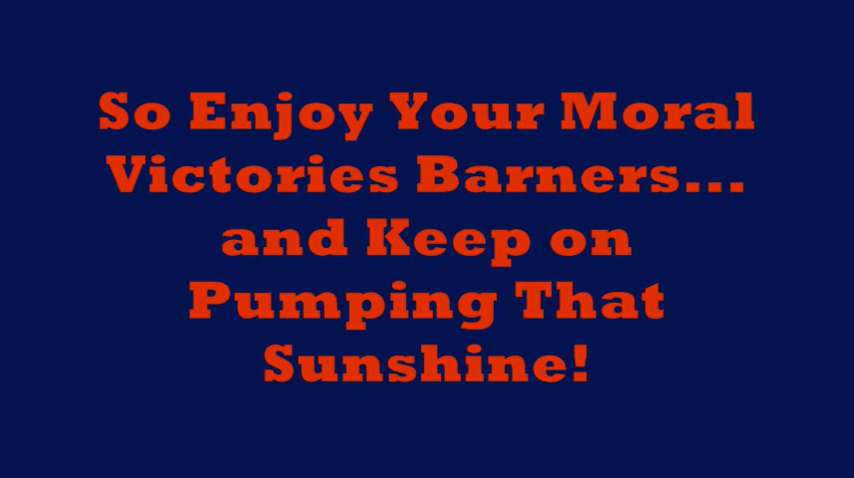 So Enjoy Your Moral
Victories Barners...
and Keep on
Pumping That
Sunshine!